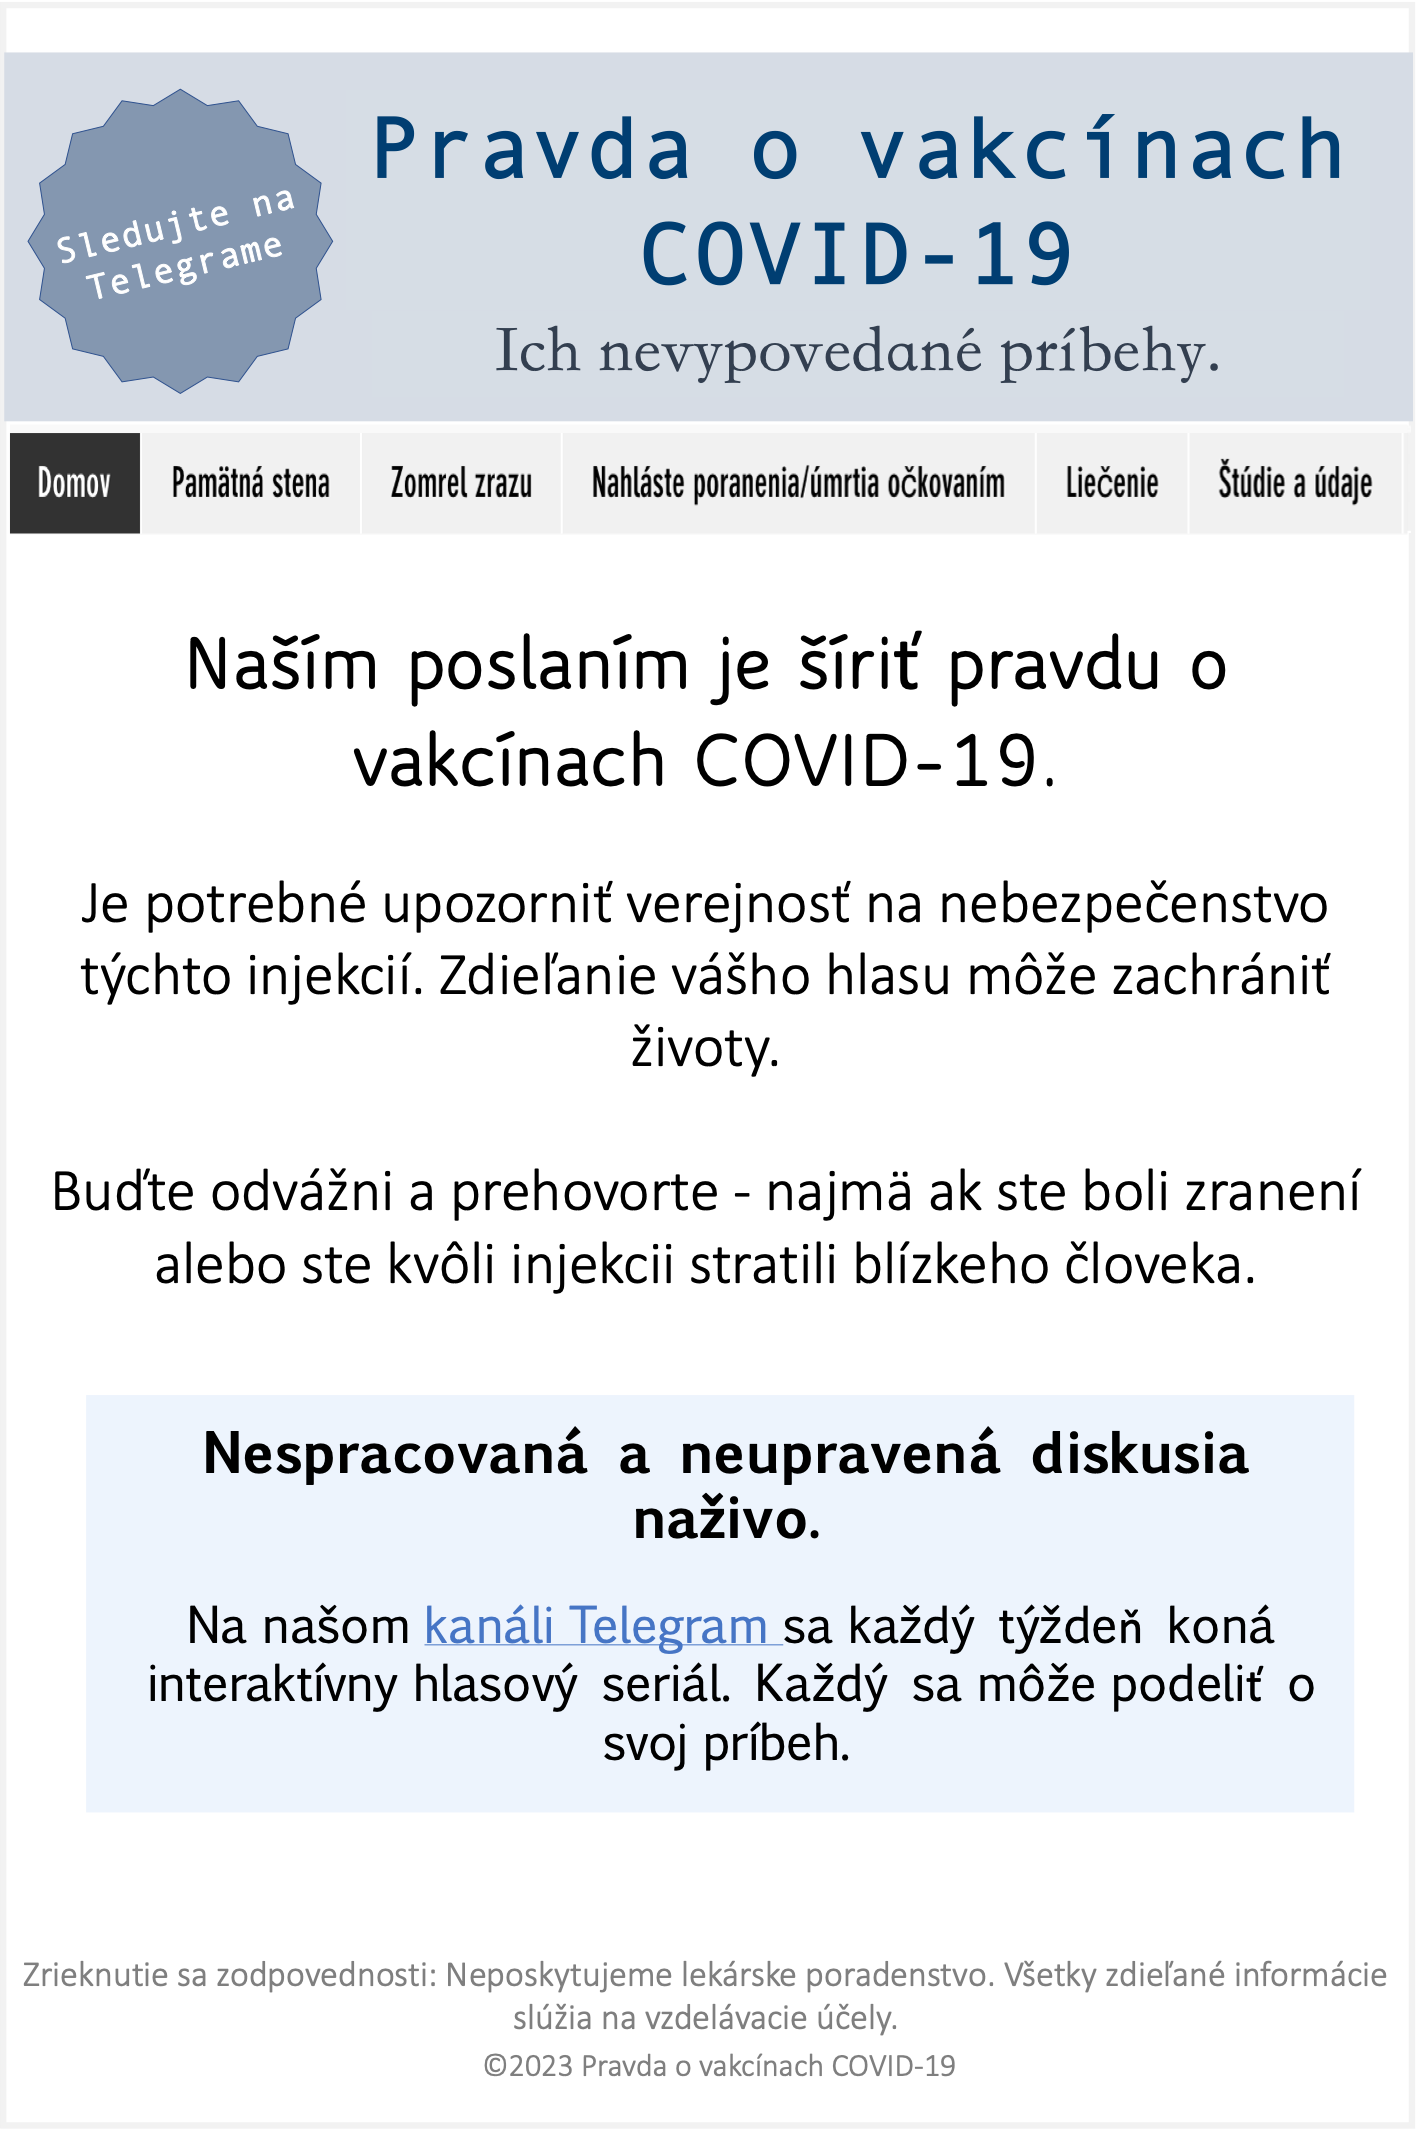 Sledujte na
Telegrame
Pravda o vakcínach
COVID-19
Ich nevypovedané príbehy.
Domov Pamätná stena Zomrel zrazu Nahláste poranenia/úmrtia očkovaním Liečenie Štúdie a údaje
Naším poslaním je šíriť pravdu o
vakcínach COVID-19.
Je potrebné upozorniť verejnosť na nebezpečenstvo
týchto injekcií. Zdieľanie vášho hlasu môže zachrániť
životy.
Buďte odvážni a prehovorte - najmä ak ste boli zranení
alebo ste kvôli injekcii stratili blízkeho človeka.
Nespracovaná a neupravená diskusia
naživo.
Na našom kanáli Telegram sa každý týždeň koná
interaktívny hlasový seriál. Každý sa môže podeliť o
svoj príbeh.
Zrieknutie sa zodpovednosti: Neposkytujeme lekárske poradenstvo. Všetky zdieľané informácie
slúžia na vzdelávacie účely.
©2023 Pravda o vakcínach COVID-19